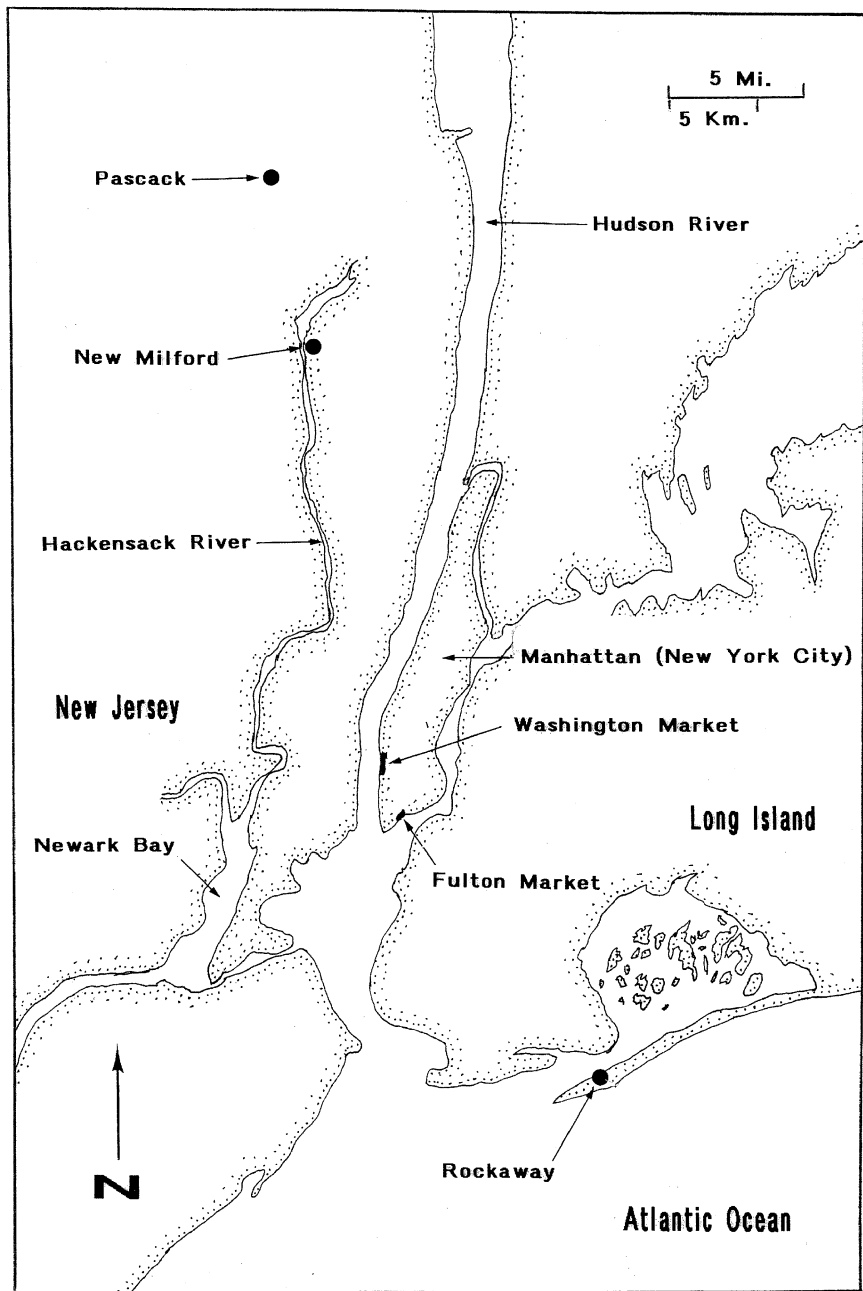 5 Mi.
5 Km.
Pascack
Hudson River
New Milford
Hackensack River
Manhattan (New York City)
New Jersey
Washington Market
Long Island
Newark Bay
Fulton Market
Rockaway
N
Atlantic Ocean